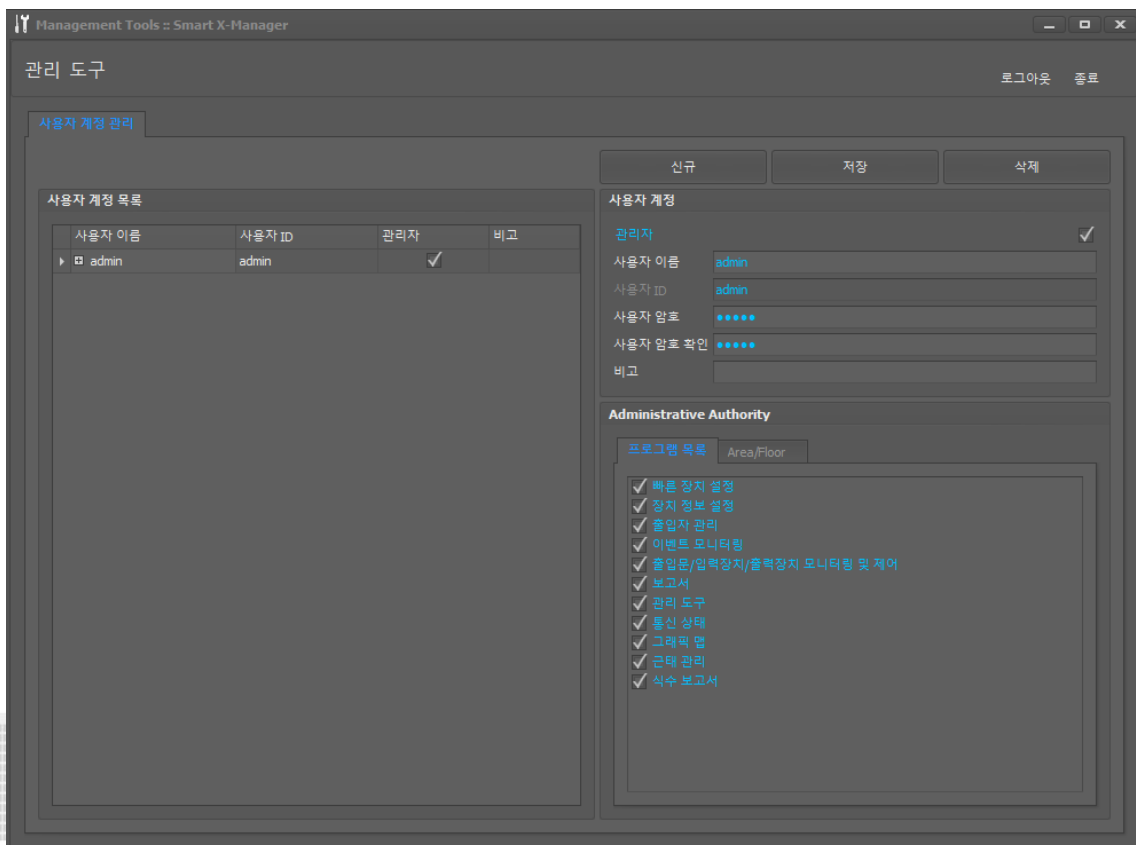 Management Tools :: Smart X-Manager
관리 도구
로그아웃 종료
사용자 계정 관리
신규 저장 삭제
사용자 계정 목록
사용자 이름 사용자 ID 관리자 비고
admin admin
사용자 계정
관리자
사용자 이름 admin
사용자 ID admin
사용자 암호 •••••
사용자 암호 확인 •••••
비고
Administrative Authority
프로그램 목록 Area/Floor
빠른 장치 설정
장치 정보 설정
출입자 관리
이벤트 모니터링
출입문/입력장치/출력장치 모니터링 및 제어
보고서
관리 도구
통신 상태
그래픽 맵
근태 관리
식수 보고서